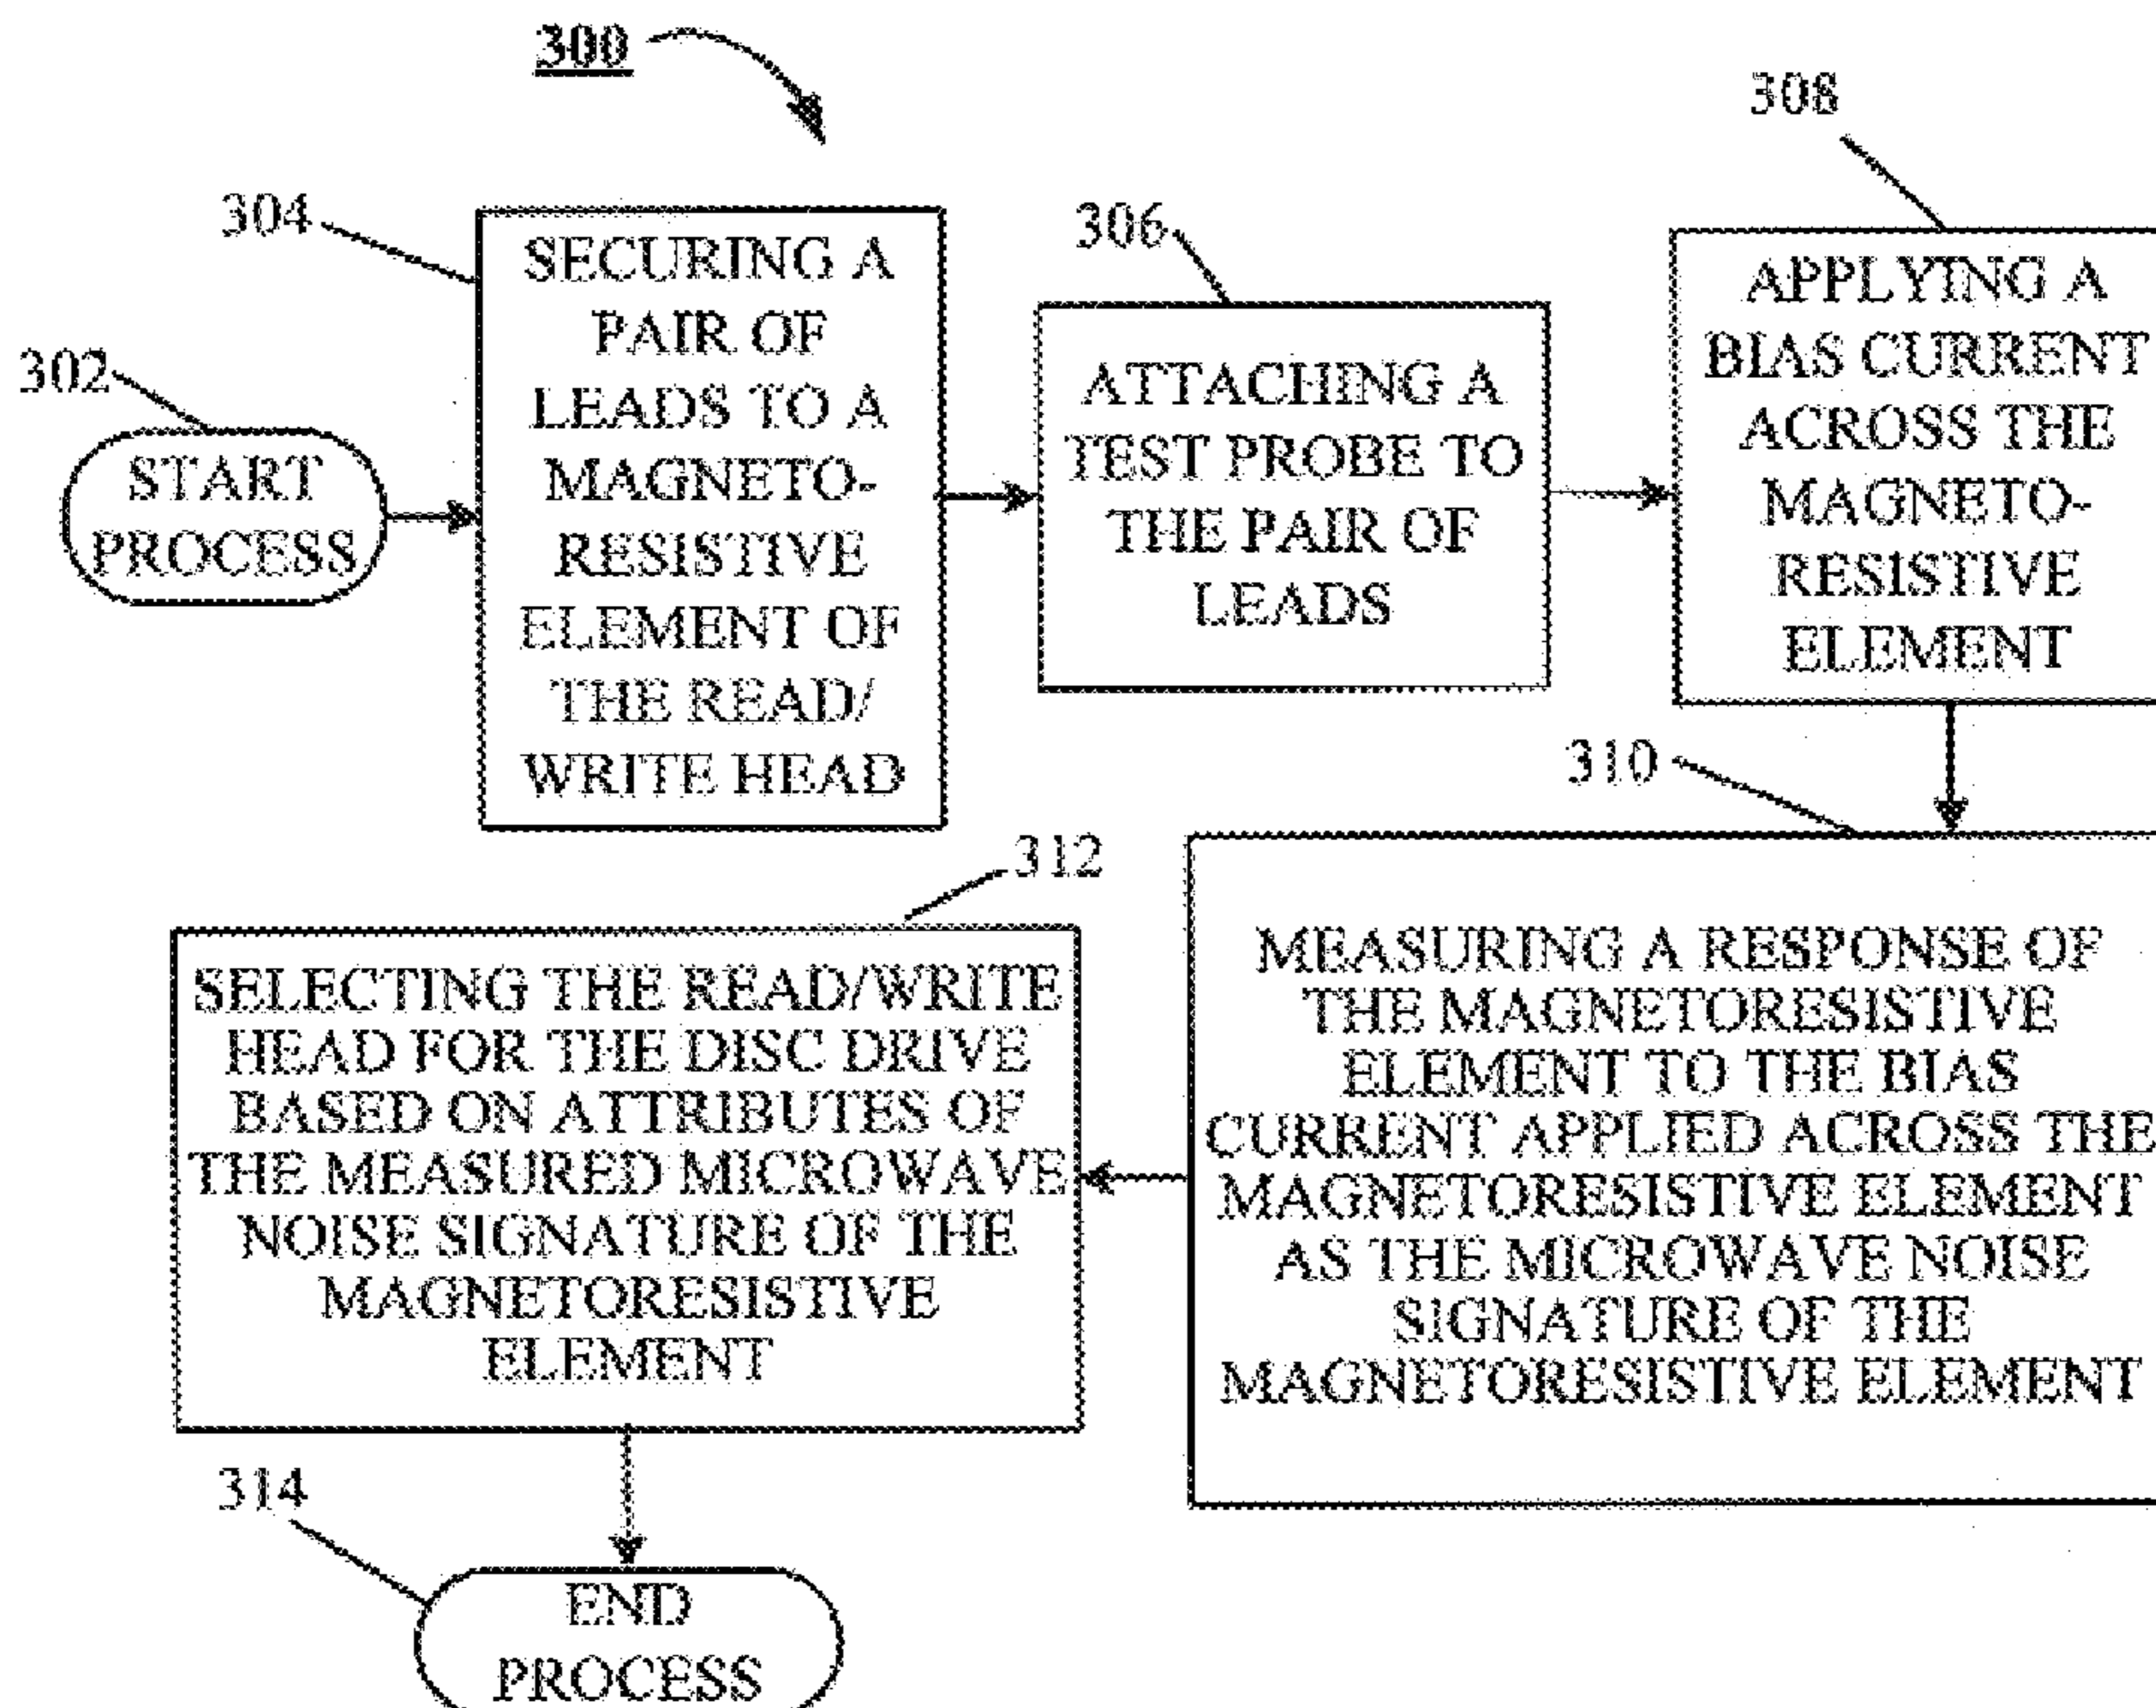 300
302
START
PROCESS
304
SECURING A
PAIR OF
LEADS TO A
MAGNETO-
RESISTIVE
ELEMENT OF
THE READ/
WRITE HEAD
306
ATTACHING A
TEST PROBE TO
THE PAIR OF
LEADS
308
APPLYING A
BIAS CURRENT
ACROSS THE
MAGNETO-
RESISTIVE
ELEMENT
310
MEASURING A RESPONSE OF
THE MAGNETORESISTIVE
ELEMENT TO THE BIAS
CURRENT APPLIED ACROSS THE
MAGNETORESISTIVE ELEMENT
AS THE MICROWAVE NOISE
SIGNATURE OF THE
MAGNETORESISTIVE ELEMENT
312
SELECTING THE READ/WRITE
HEAD FOR THE DISC DRIVE
BASED ON ATTRIBUTES OF
THE MEASURED MICROWAVE
NOISE SIGNATURE OF THE
MAGNETORESISTIVE
ELEMENT
314
END
PROCESS